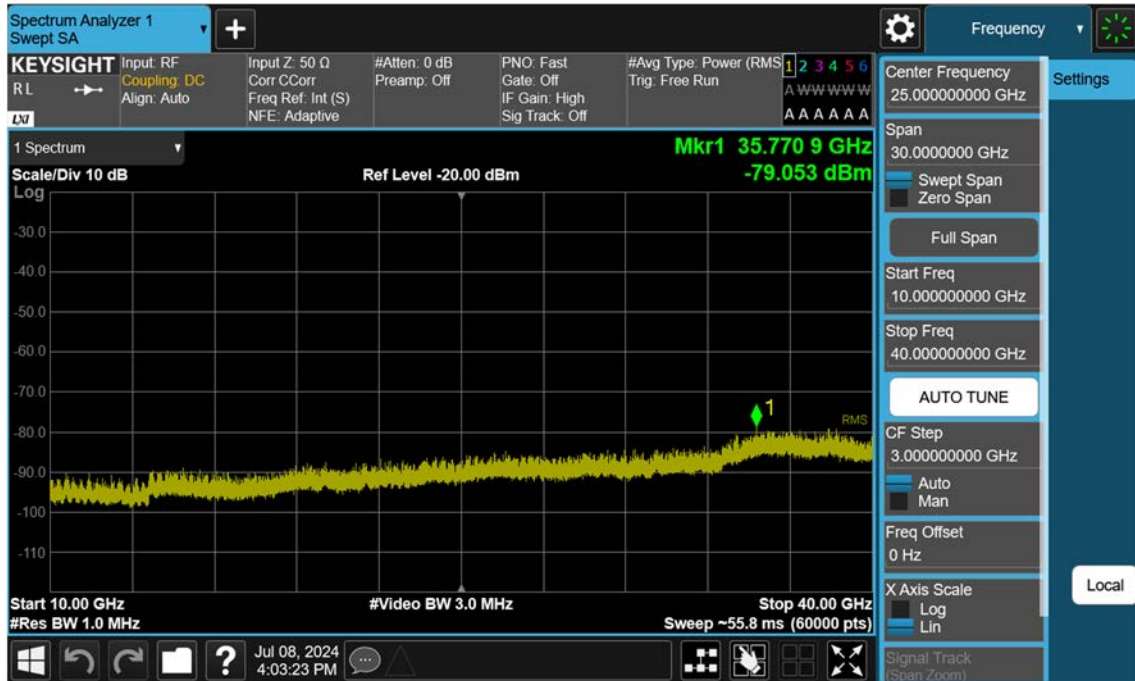 Spectrum Analyzer 1
Swept SA
Frequency
KEYSIGHT
RL
LXI
Input: RF
Coupling: DC
Align: Auto
Input Z: 50 Ω
Corr CCorr
Freq Ref: Int (S)
NFE: Adaptive
#Atten: 0 dB
Preamp: Off
PNO: Fast
Gate: Off
IF Gain: High
Sig Track: Off
#Avg Type: Power (RMS
Trig: Free Run
1 2 3 4 5 6
A W W W W W
A A A A A A
1 Spectrum
Scale/Div 10 dB
Ref Level -20.00 dBm
Mkr1 35.770 9 GHz
-79.053 dBm
Log
-30.0
-40.0
-50.0
-60.0
-70.0
-80.0
-90.0
-100
-110
1
RMS
Start 10.00 GHz
#Res BW 1.0 MHz
#Video BW 3.0 MHz
Stop 40.00 GHz
Sweep ~55.8 ms (60000 pts)
Center Frequency
25.000000000 GHz
Span
30.0000000 GHz
Swept Span
Zero Span
Full Span
Start Freq
10.000000000 GHz
Stop Freq
40.000000000 GHz
AUTO TUNE
CF Step
3.000000000 GHz
Auto
Man
Freq Offset
0 Hz
X Axis Scale
Log
Lin
Signal Track
(Span Zoom)
Settings
Local
?
Jul 08, 2024
4:03:23 PM